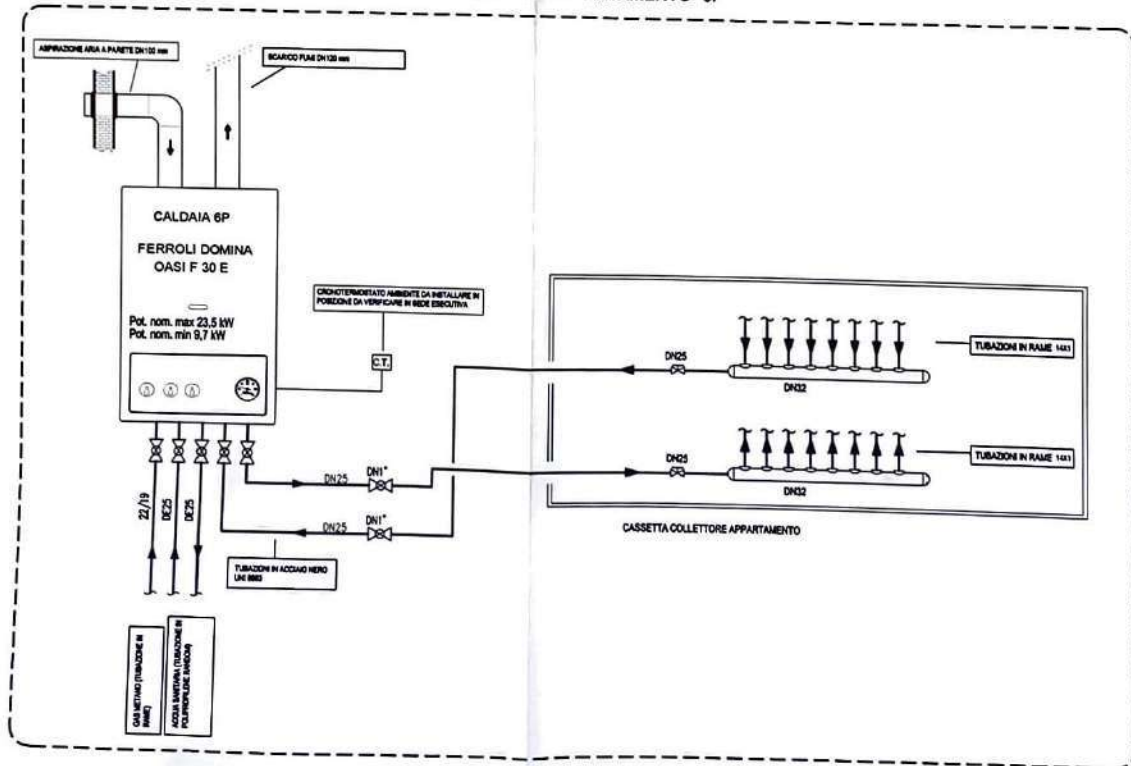 ASPIRAZIONE ARIA A PARETE DN100 mm
SCARICO FUMI DN120 mm
CALDAIA 6P
FERROLI DOMINA
OASI F 30 E
Pot. nom. max 23,5 kW
Pot. nom. min 9,7 kW
CRONOTERMOSTATO AMBIENTE DA INSTALLARE IN
POSIZIONE DA VERIFICARE IN SEDE ESECUTIVA
C.T.
DN25
DN32
TUBAZIONI IN RAME 14X1
DN25
DN32
TUBAZIONI IN RAME 14X1
CASSETTA COLLETTORE APPARTAMENTO
DN25
DN1"
DN25
DN1"
22/19
DE25
DE25
TUBAZIONI IN ACCIAIO NERO
UNI
GAS METANO (TUBAZIONE IN
RAME)
ACQUA SANITARIA (TUBAZIONE IN
POLIPROPILENE RANDOM)